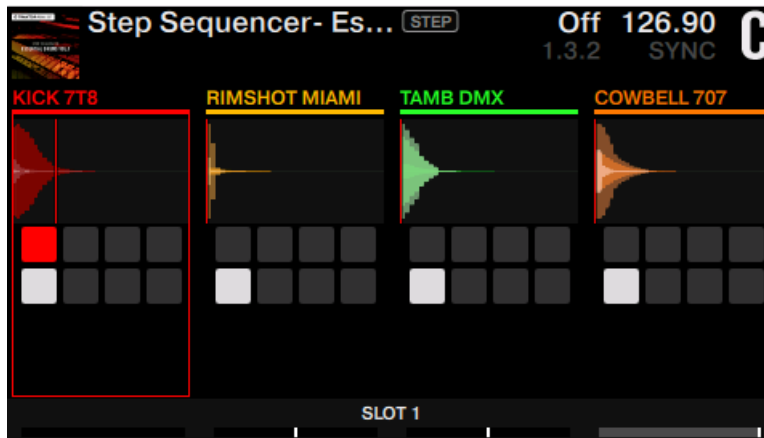 Step Sequencer- Es... STEP Off 126.90 C
1.3.2 SYNC
KICK 7T8 RIMSHOT MIAMI TAMB DMX COWBELL 707
SLOT 1